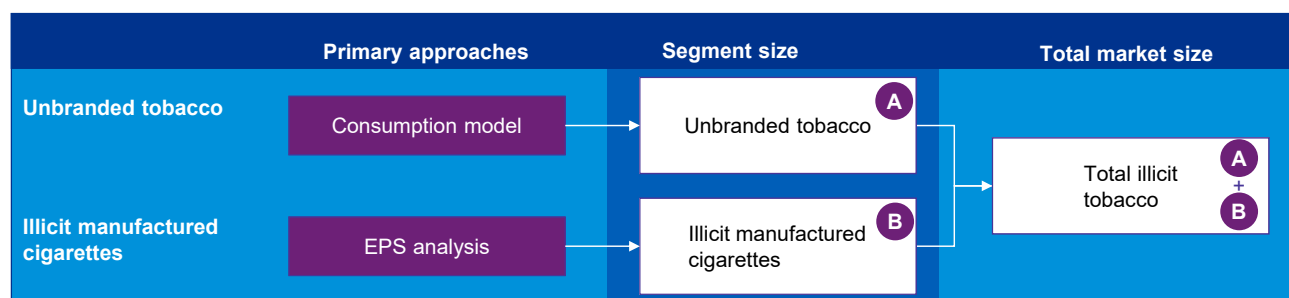 Primary approaches
Segment size
Total market size
Unbranded tobacco
Consumption model
Unbranded tobacco
A
Illicit manufactured
cigarettes
EPS analysis
Illicit manufactured
cigarettes
B
Total illicit
tobacco
A
+
B